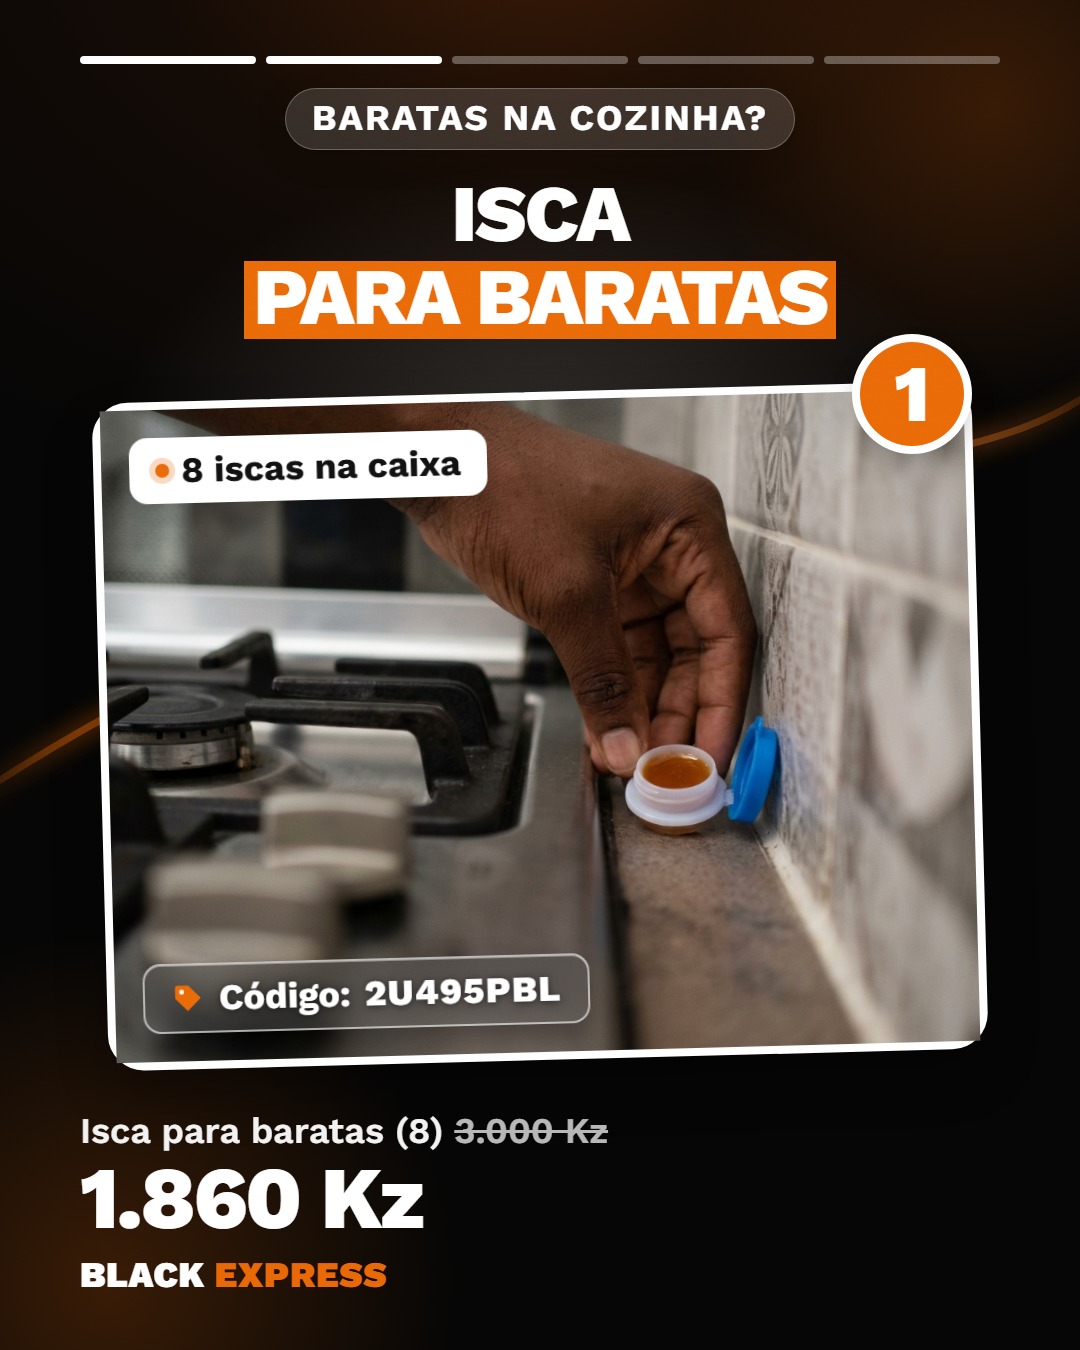 BARATAS NA COZINHA?
ISCA
PARA BARATAS
1
8 iscas na caixa
Código: 2U495PBL
Isca para baratas (8) 3.000 Kz
1.860 Kz
BLACK EXPRESS